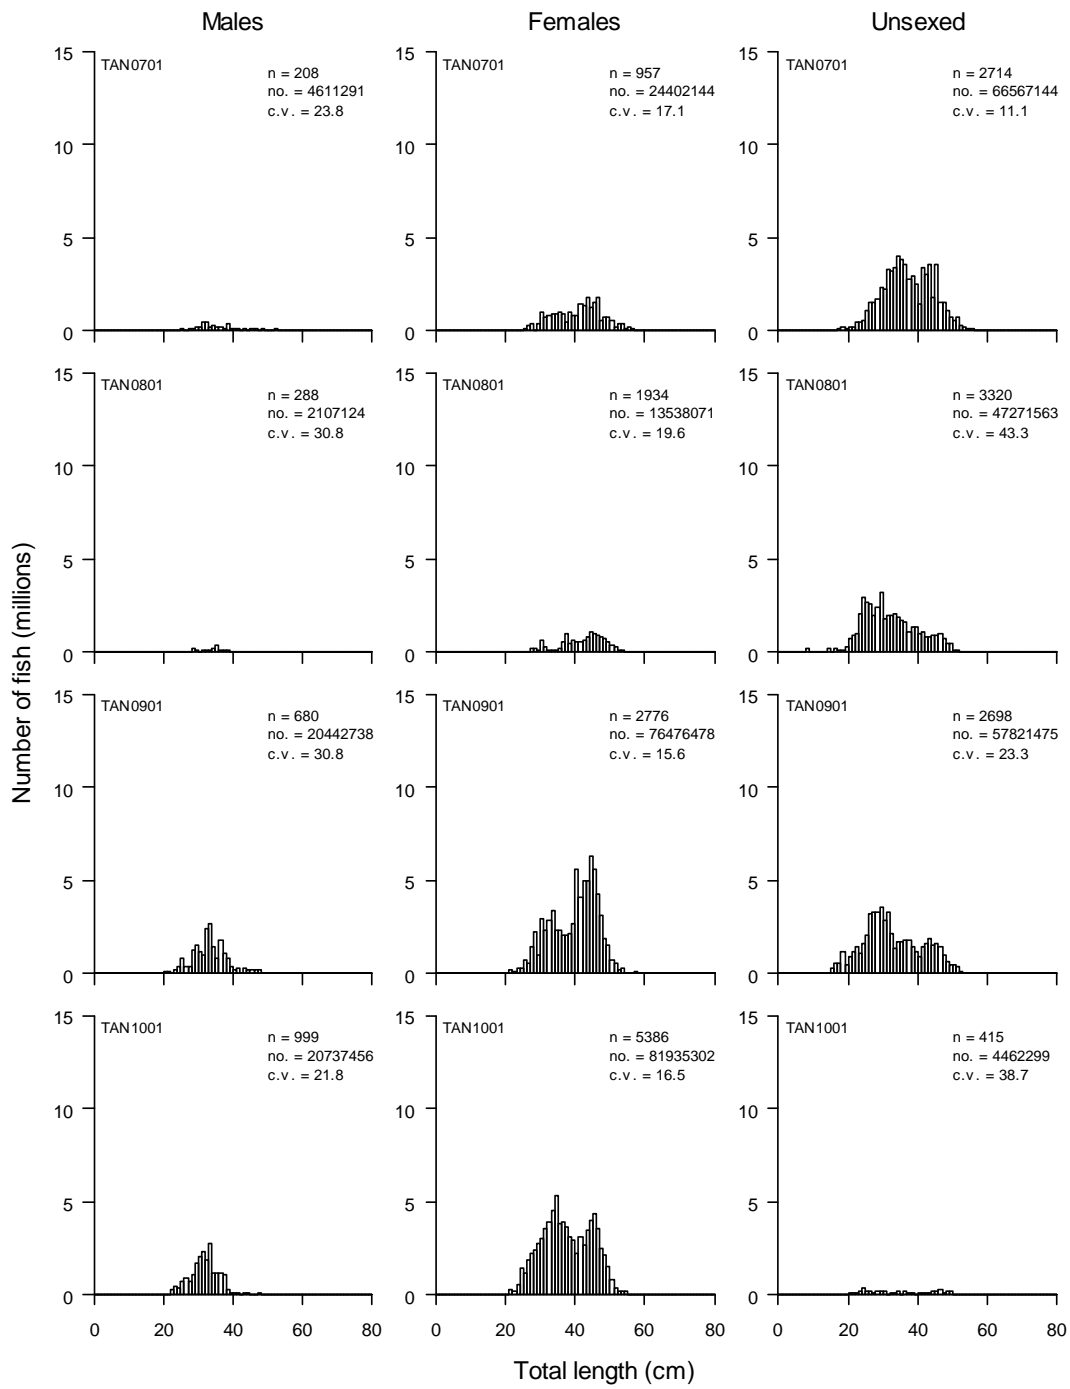 Males
Females
Unsexed
Number of fish (millions)
TAN0701
n = 208
no. = 4611291
c.v. = 23.8
15
10
5
0
TAN0701
n = 957
no. = 24402144
c.v. = 17.1
15
10
5
0
TAN0701
n = 2714
no. = 66567144
c.v. = 11.1
15
10
5
0
TAN0801
n = 288
no. = 2107124
c.v. = 30.8
15
10
5
0
TAN0801
n = 1934
no. = 13538071
c.v. = 19.6
15
10
5
0
TAN0801
n = 3320
no. = 47271563
c.v. = 43.3
15
10
5
0
TAN0901
n = 680
no. = 20442738
c.v. = 30.8
15
10
5
0
TAN0901
n = 2776
no. = 76476478
c.v. = 15.6
15
10
5
0
TAN0901
n = 2698
no. = 57821475
c.v. = 23.3
15
10
5
0
TAN1001
n = 999
no. = 20737456
c.v. = 21.8
15
10
5
0
TAN1001
n = 5386
no. = 81935302
c.v. = 16.5
15
10
5
0
TAN1001
n = 415
no. = 4462299
c.v. = 38.7
15
10
5
0
0 20 40 60 80
0 20 40 60 80
0 20 40 60 80
Total length (cm)